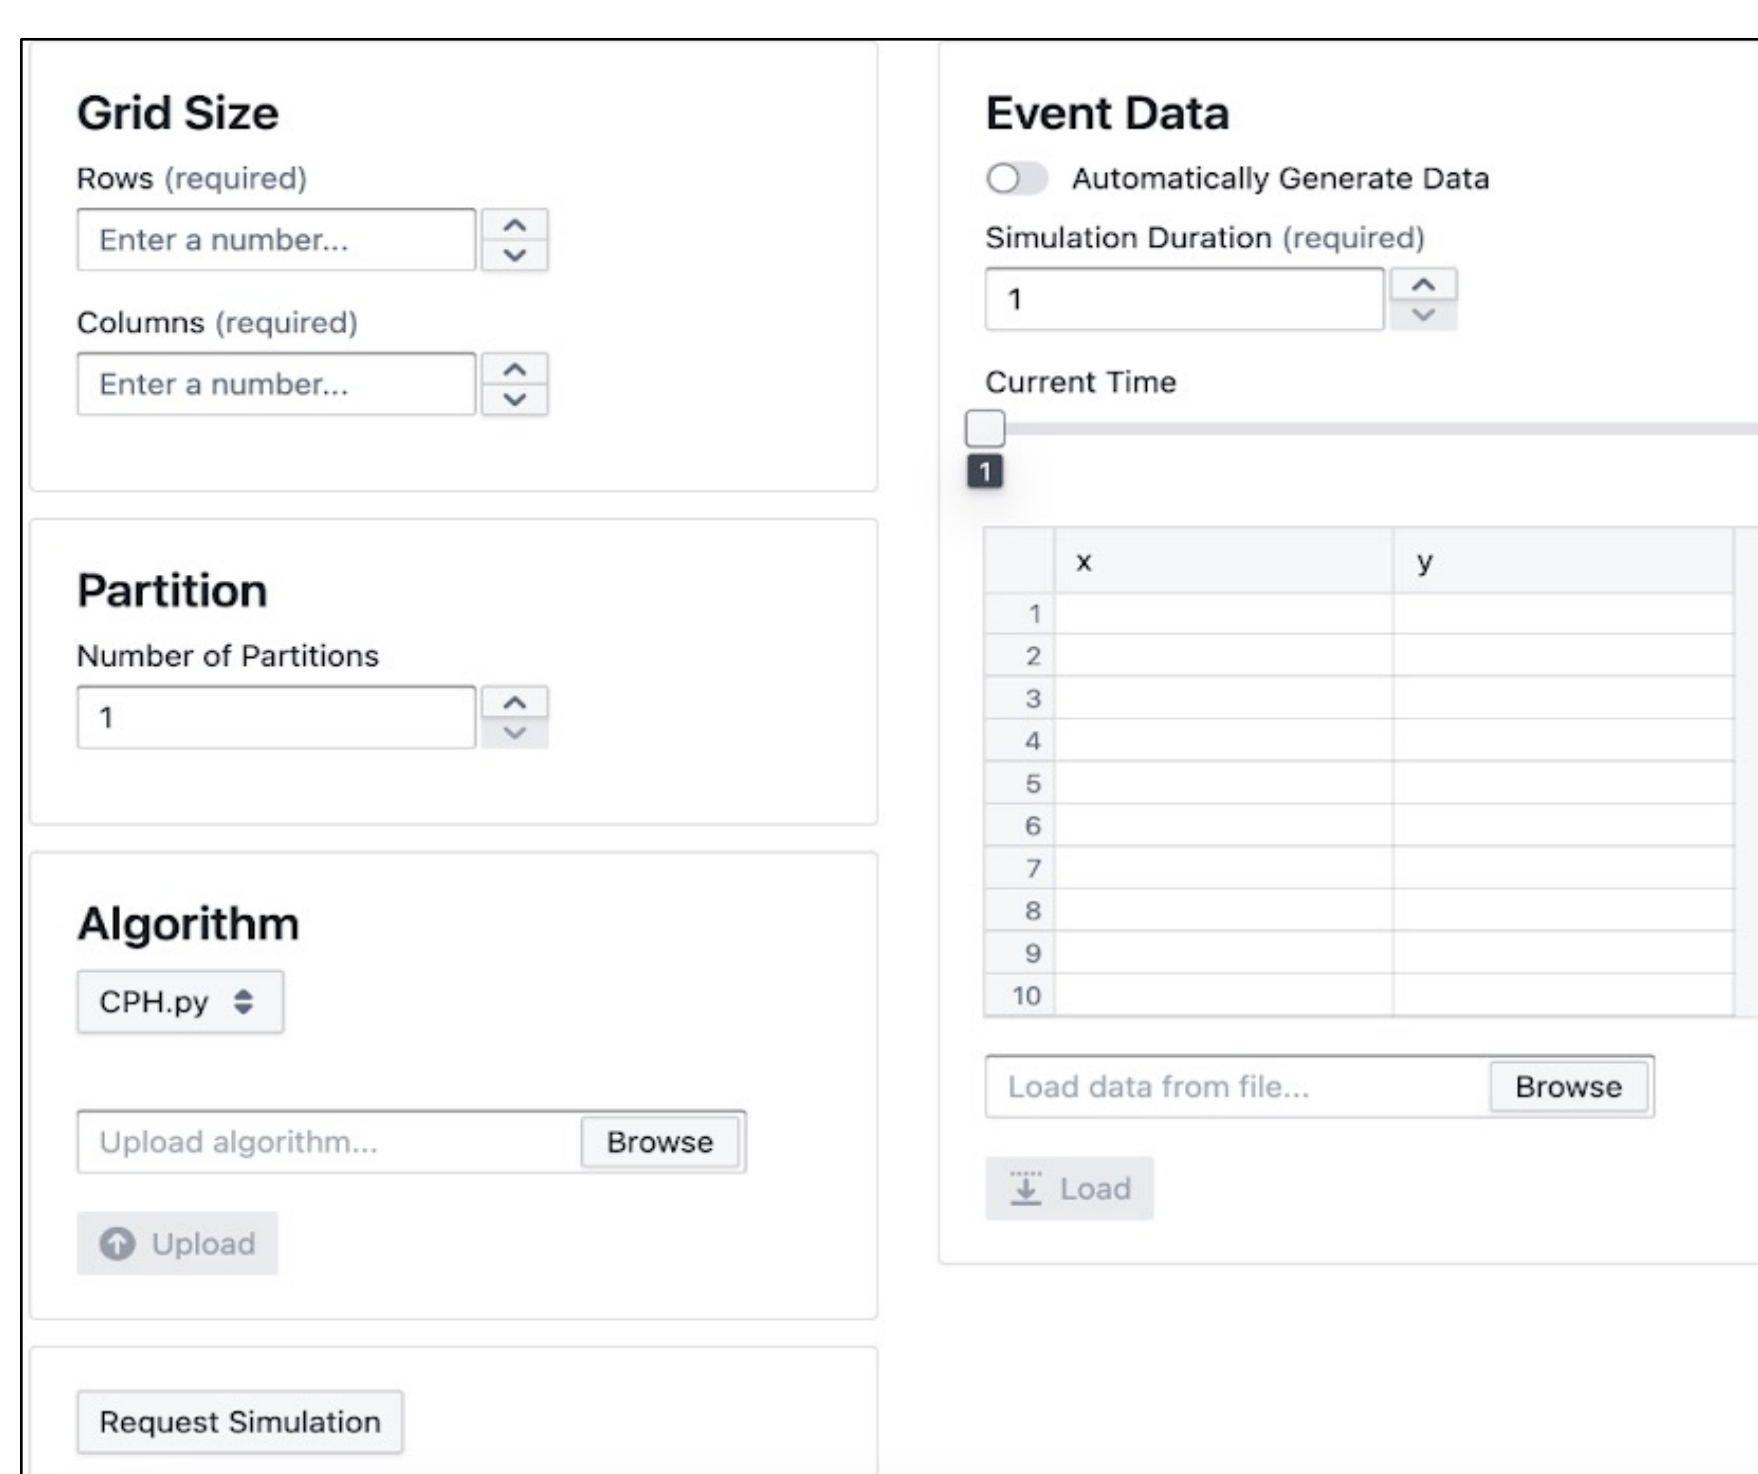 Grid Size
Rows (required)
Enter a number...
Columns (required)
Enter a number...
Partition
Number of Partitions
1
Algorithm
CPH.py
Upload algorithm...
Browse
Upload
Request Simulation
Event Data
Automatically Generate Data
Simulation Duration (required)
1
Current Time
1
x y
1
2
3
4
5
6
7
8
9
10
Load data from file...
Browse
Load